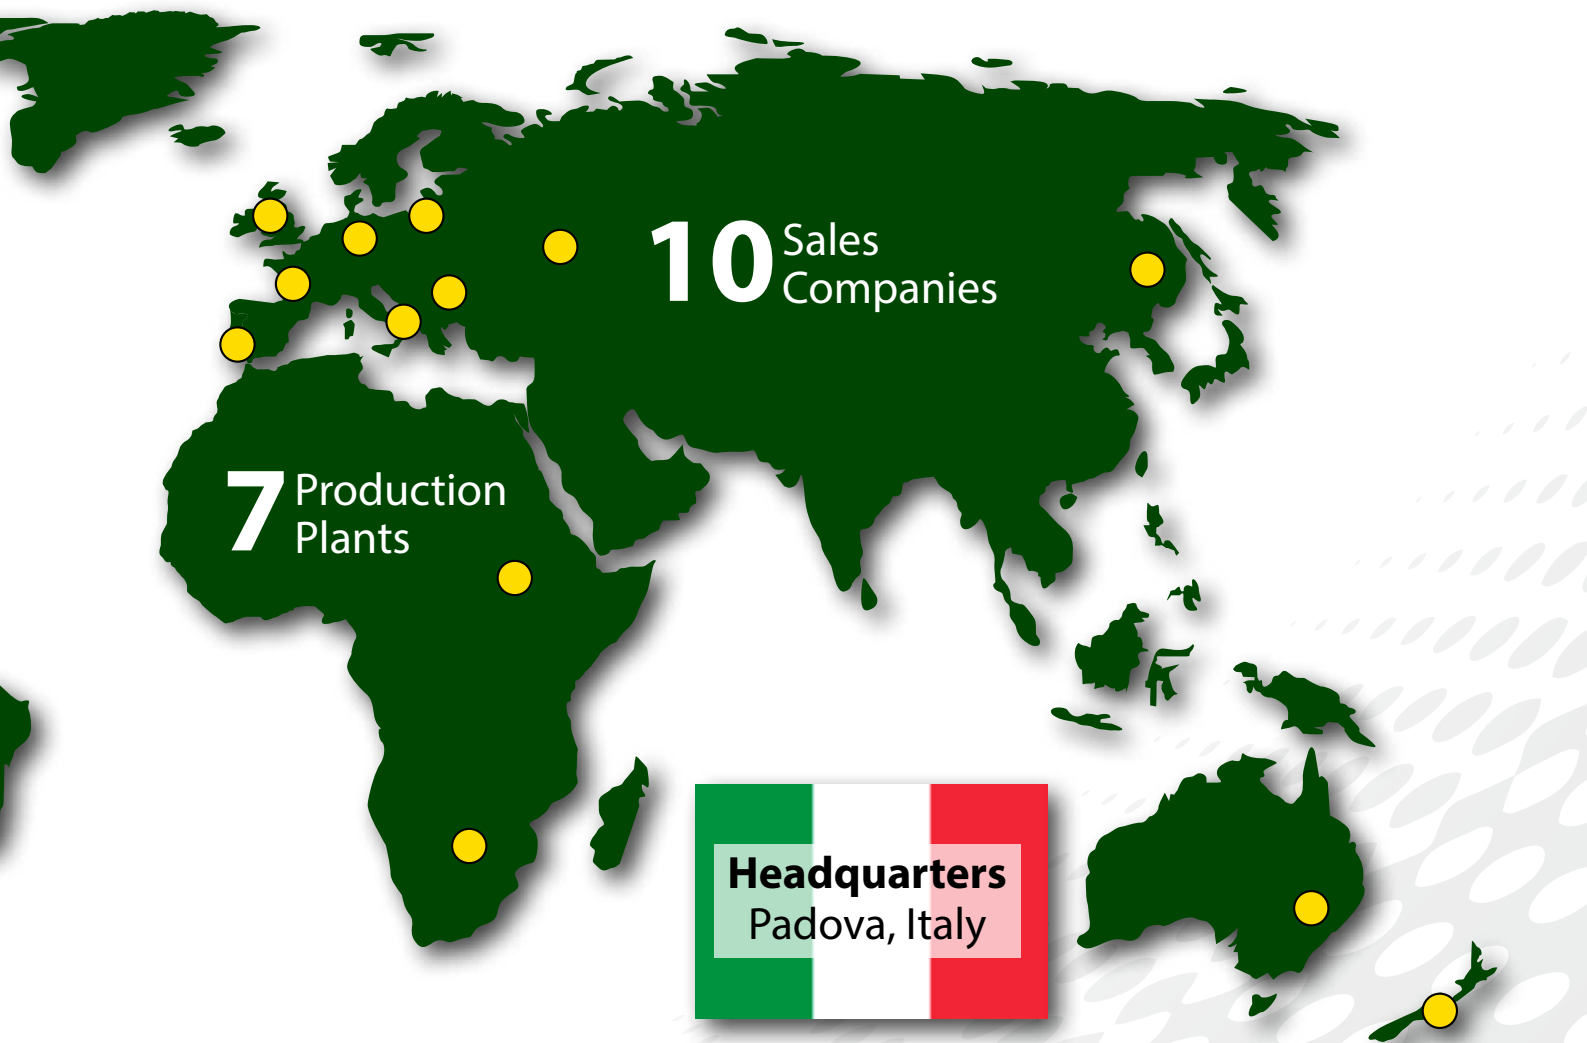 10 Sales
Companies
7 Production
Plants
Headquarters
Padova, Italy